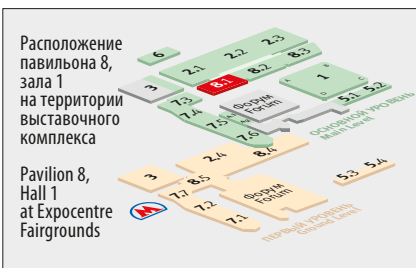 Расположение
павильона 8,
зала 1
на территории
выставочного
комплекса
Pavilion 8,
Hall 1
at Expocentre
Fairgrounds
6
2.1
2.2
2.3
3
8.1
8.2
8.3
1
A
B
C
D
7.3
7.4
7.5
7.6
Форум
Forum
5.1
5.2
ОСНОВНОЙ УРОВЕНЬ
Main Level
3
2.4
8.4
8.5
7.7
7.2
7.1
Форум
Forum
5.3
5.4
ПЕРВЫЙ УРОВЕНЬ
Ground Level
М